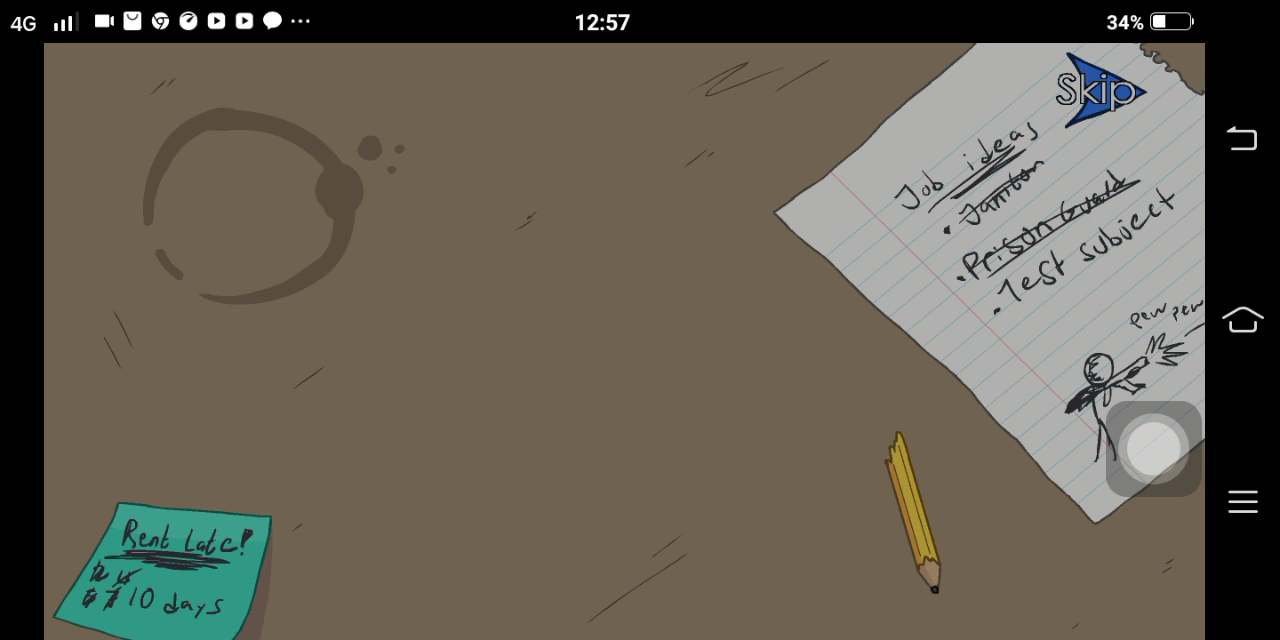 4G
12:57
34%
Skip
Job ideas
• Janitor
• Prison Guard
• Test subject
pew pew
Rent Late!
10 days